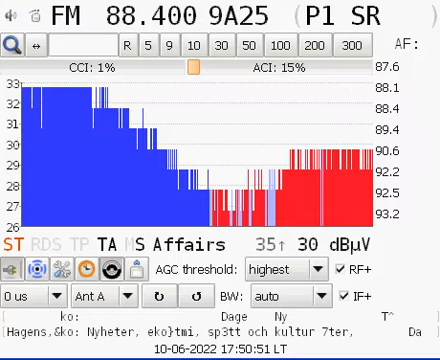 FM 88.400 9A25 (P1 SR )
↔ R 5 9 10 30 50 100 200 300 AF:
CCI: 1% ACI: 15% 87.6
33 88.1
32 88.4
31 89.4
30 90.6
29 92.2
28 92.5
27 93.2
26
ST RDS TP TA MS Affairs 35↑ 30 dBµV
AGC threshold: highest RF+
0 us Ant A ↻ ↺ BW: auto IF+
ko: Dage Ny T^
[Hagens,&ko: Nyheter, eko}tmi, sp3tt och kultur 7ter, Da ]
10-06-2022 17:50:51 LT